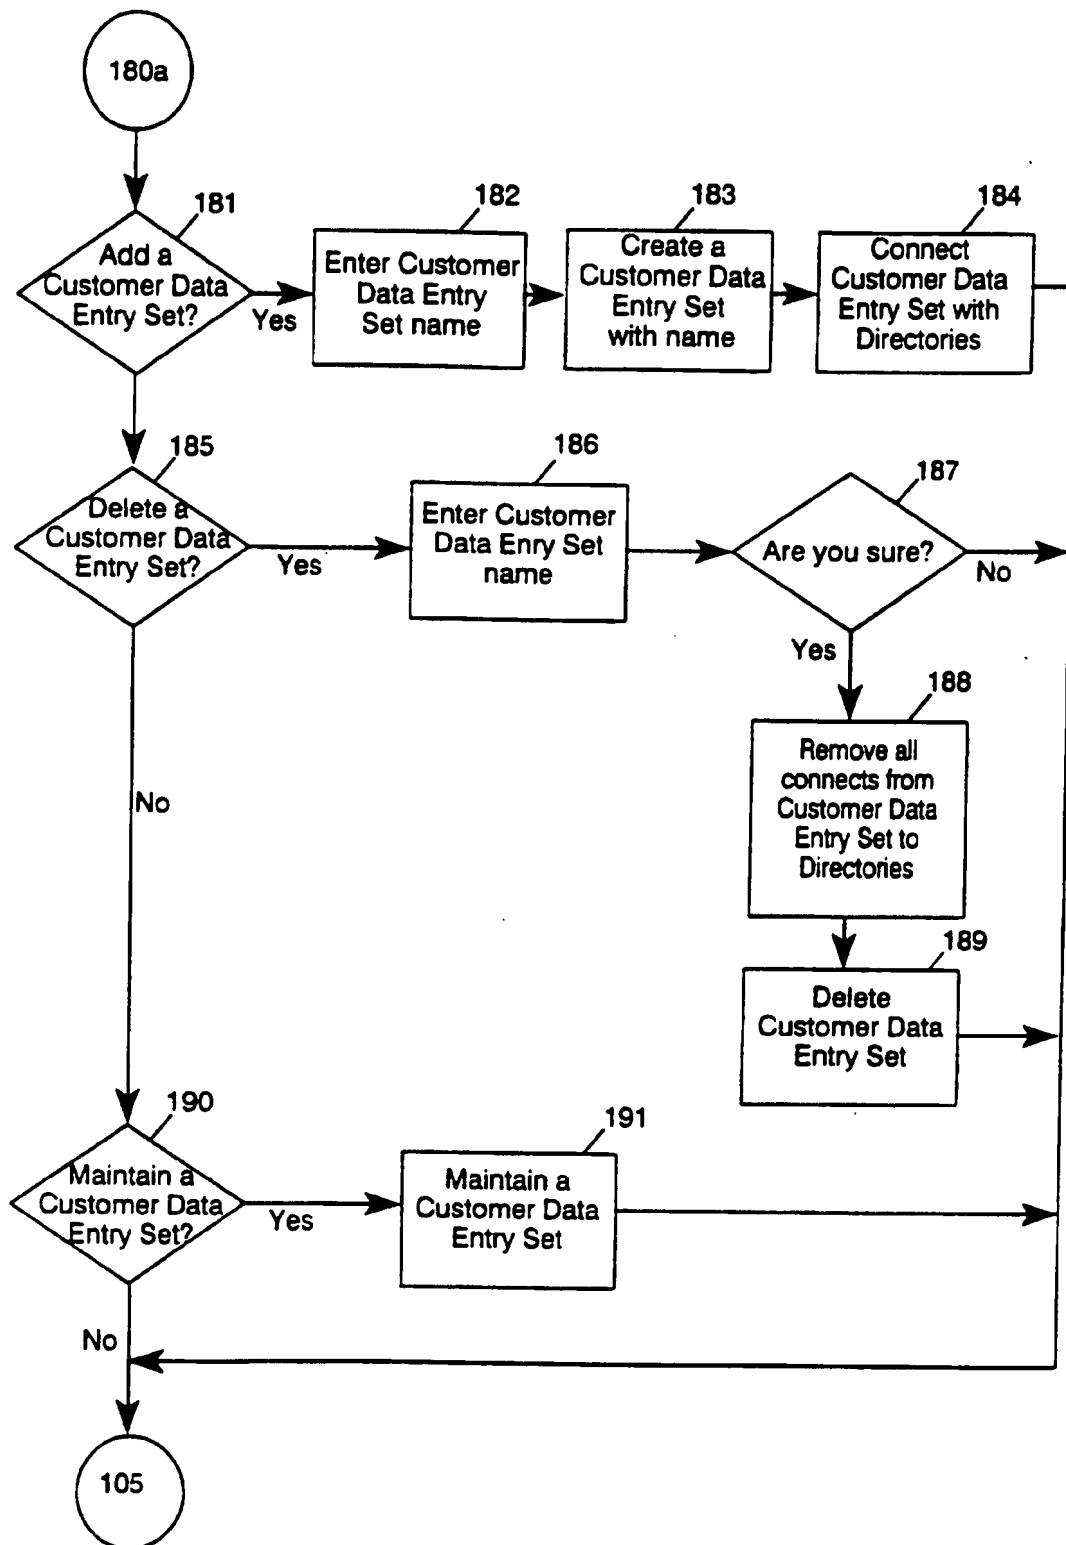 180a
181
Add a
Customer Data
Entry Set?
Yes
182
Enter Customer
Data Entry
Set name
183
Create a
Customer Data
Entry Set
with name
184
Connect
Customer Data
Entry Set with
Directories
185
Delete a
Customer Data
Entry Set?
Yes
186
Enter Customer
Data Enry Set
name
187
Are you sure?
No
Yes
188
Remove all
connects from
Customer Data
Entry Set to
Directories
No
189
Delete
Customer Data
Entry Set
190
Maintain a
Customer Data
Entry Set?
Yes
191
Maintain a
Customer Data
Entry Set
No
105